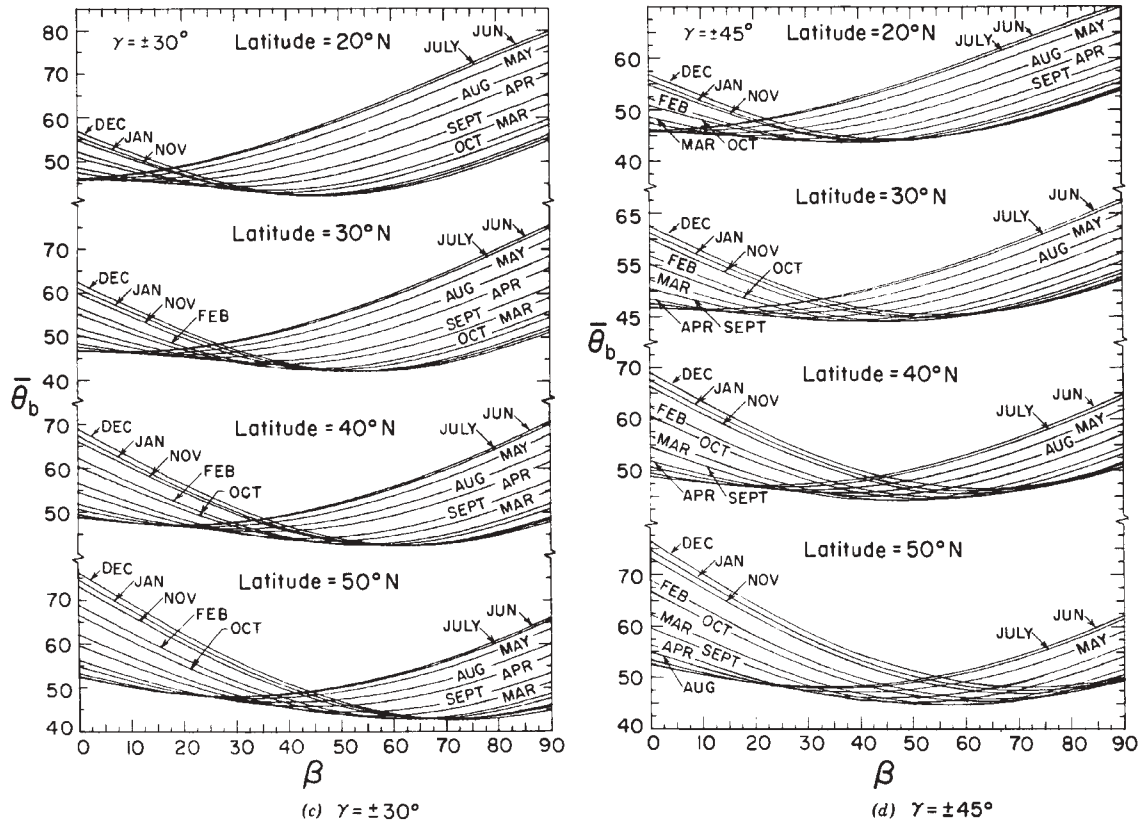 γ = ±30° Latitude = 20° N
80
70
60
50
DEC
JAN
NOV
JULY
JUN
AUG
MAY
APR
SEPT
OCT
MAR
Latitude = 30° N
70
60
50
40
DEC
JAN
NOV
FEB
JULY
JUN
AUG
MAY
SEPT
APR
OCT
MAR
θ̄b
Latitude = 40° N
70
60
50
DEC
JAN
NOV
FEB
OCT
JULY
JUN
AUG
MAY
SEPT
APR
MAR
Latitude = 50° N
70
60
50
40
DEC
JAN
NOV
FEB
OCT
JULY
JUN
AUG
MAY
SEPT
APR
MAR
0 10 20 30 40 50 60 70 80 90
β
(c) γ = ±30°
γ = ±45° Latitude = 20° N
70
60
50
40
DEC
JAN
NOV
FEB
MAR
OCT
JULY
JUN
AUG
MAY
SEPT
APR
Latitude = 30° N
65
55
45
DEC
JAN
NOV
FEB
OCT
MAR
APR
SEPT
JULY
JUN
AUG
MAY
θ̄b
Latitude = 40° N
70
60
50
40
DEC
JAN
NOV
FEB
OCT
MAR
APR
SEPT
JULY
JUN
AUG
MAY
Latitude = 50° N
70
60
50
40
DEC
JAN
NOV
FEB
OCT
MAR
APR
SEPT
AUG
JULY
JUN
MAY
0 10 20 30 40 50 60 70 80 90
β
(d) γ = ±45°